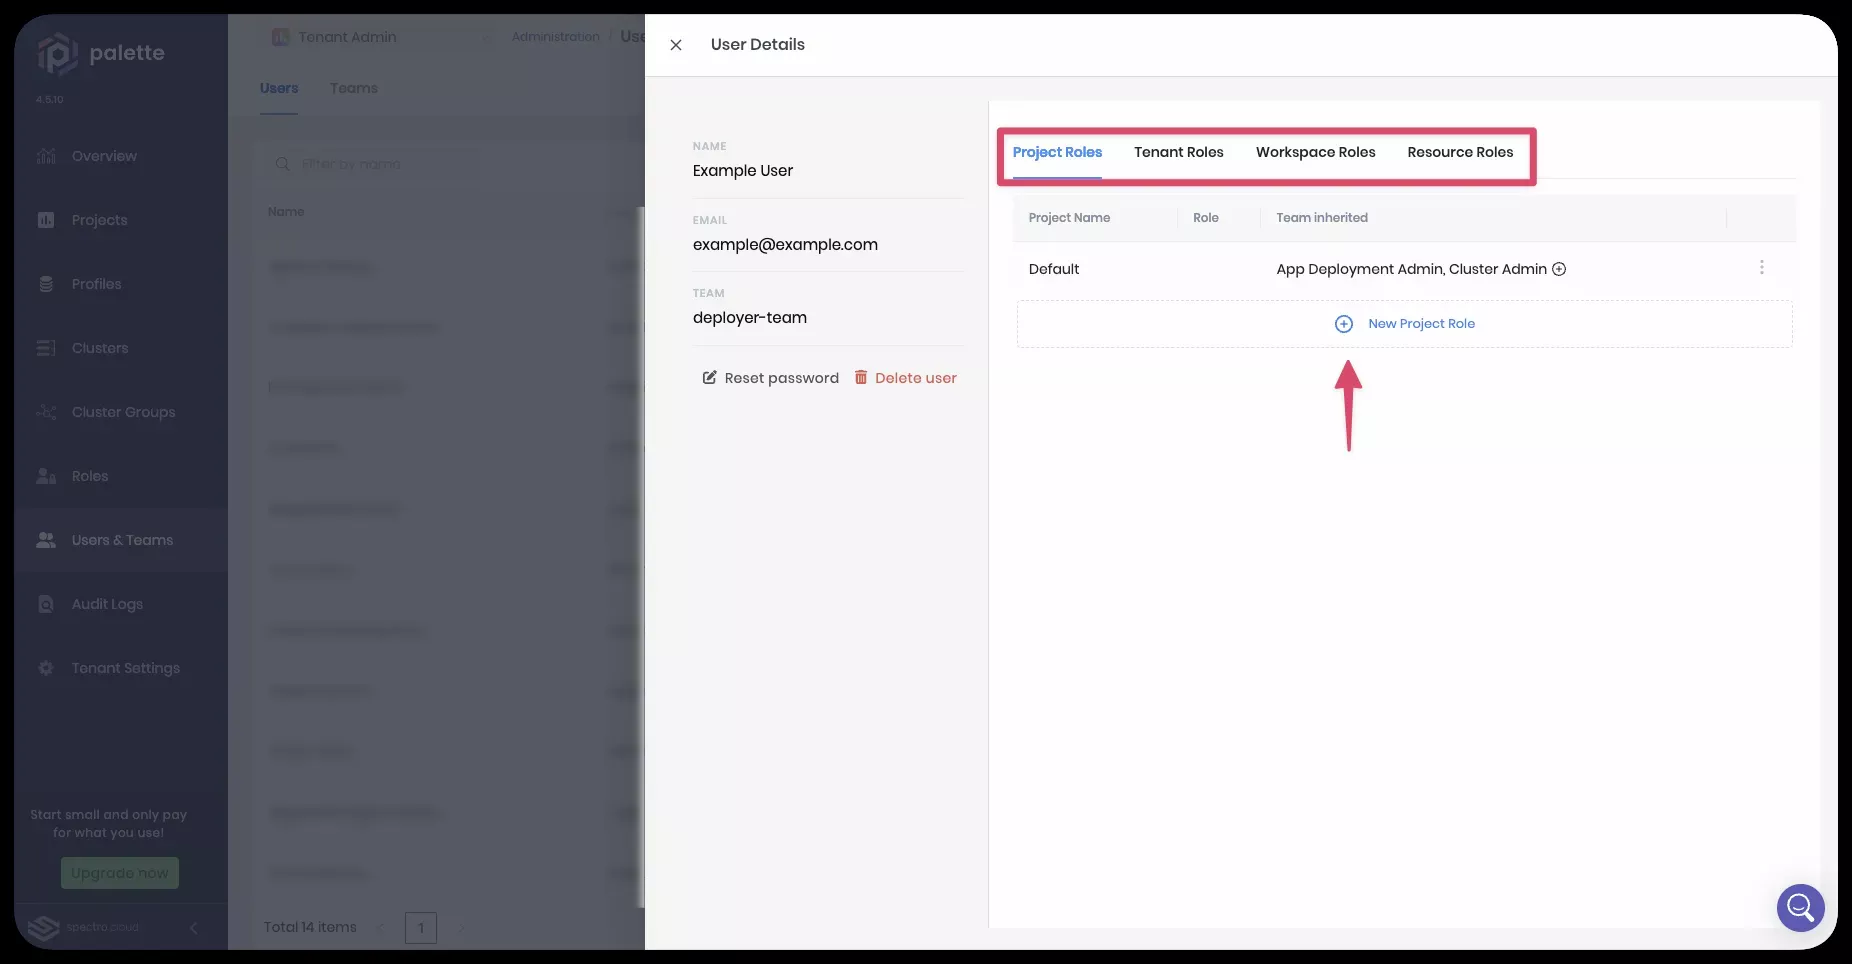 palette
4.5.10
Overview
Projects
Profiles
Clusters
Cluster Groups
Roles
Users & Teams
Audit Logs
Tenant Settings
Start small and only pay
for what you use!
Upgrade now
spectro cloud
Tenant Admin
Administration / Use
Users Teams
Filter by name
Name
Total 14 items
1
User Details
NAME
Example User
EMAIL
example@example.com
TEAM
deployer-team
Reset password Delete user
Project Roles Tenant Roles Workspace Roles Resource Roles
Project Name Role Team inherited
Default App Deployment Admin, Cluster Admin
New Project Role